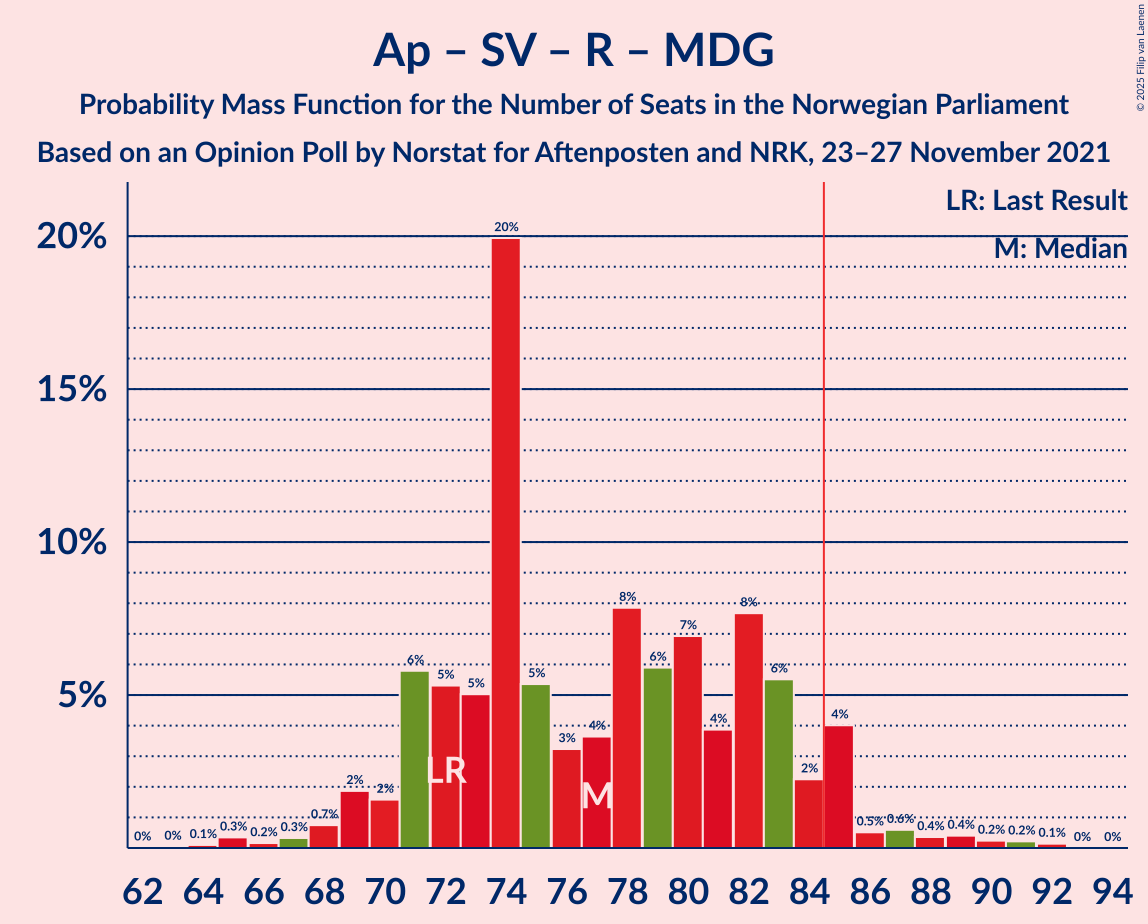 Ap – SV – R – MDG
Probability Mass Function for the Number of Seats in the Norwegian Parliament
Based on an Opinion Poll by Norstat for Aftenposten and NRK, 23–27 November 2021
© 2025 Filip van Laenen
LR: Last Result
M: Median
20%
15%
10%
5%
0% 0% 0.1% 0.3% 0.2% 0.3% 0.7% 2% 2% 6% 5% 5% 20% 5% 3% 4% 8% 6% 7% 4% 8% 6% 2% 4% 0.5% 0.6% 0.4% 0.4% 0.2% 0.2% 0.1% 0% 0%
LR
M
62 64 66 68 70 72 74 76 78 80 82 84 86 88 90 92 94